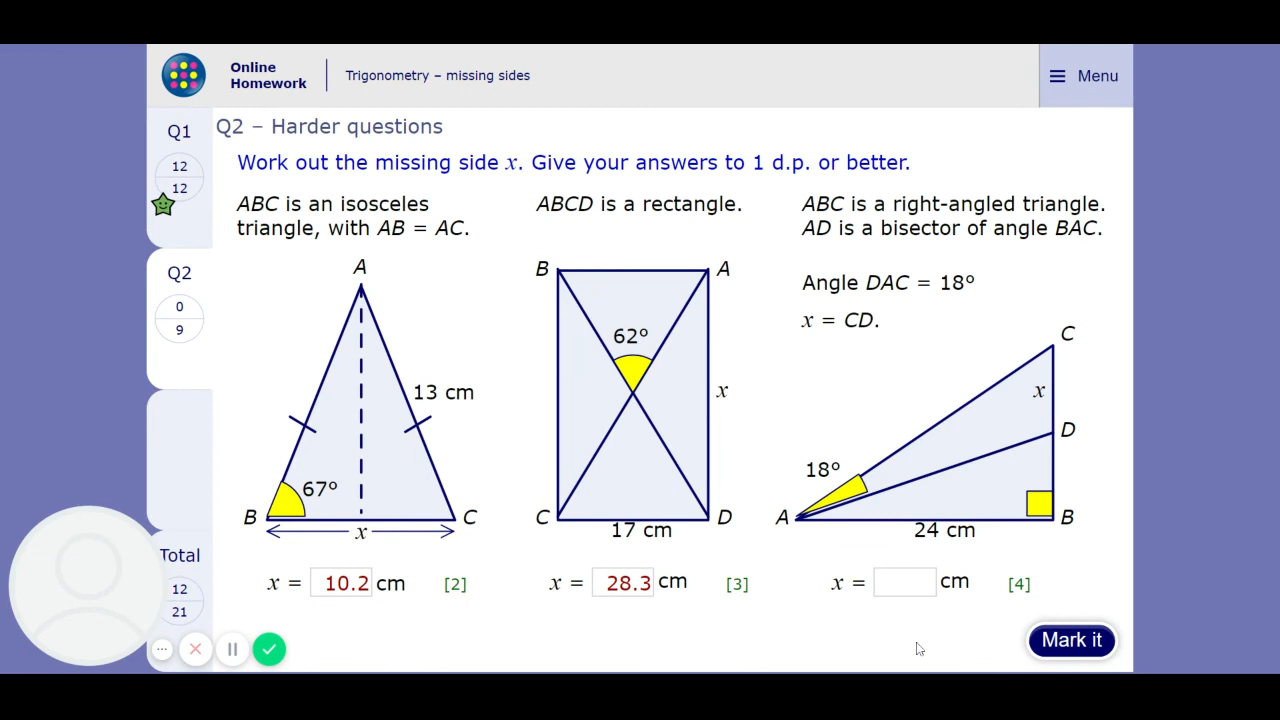 Online
Homework
Trigonometry – missing sides
Menu
Q1
12
12
Q2
0
9
Total
12
21
Q2 – Harder questions
Work out the missing side x. Give your answers to 1 d.p. or better.
ABC is an isosceles
triangle, with AB = AC.
A
13 cm
67°
B
C
x
x = 10.2 cm [2]
ABCD is a rectangle.
B
A
62°
x
C
D
17 cm
x = 28.3 cm [3]
ABC is a right-angled triangle.
AD is a bisector of angle BAC.
Angle DAC = 18°
x = CD.
C
x
D
18°
A
B
24 cm
x = cm [4]
Mark it